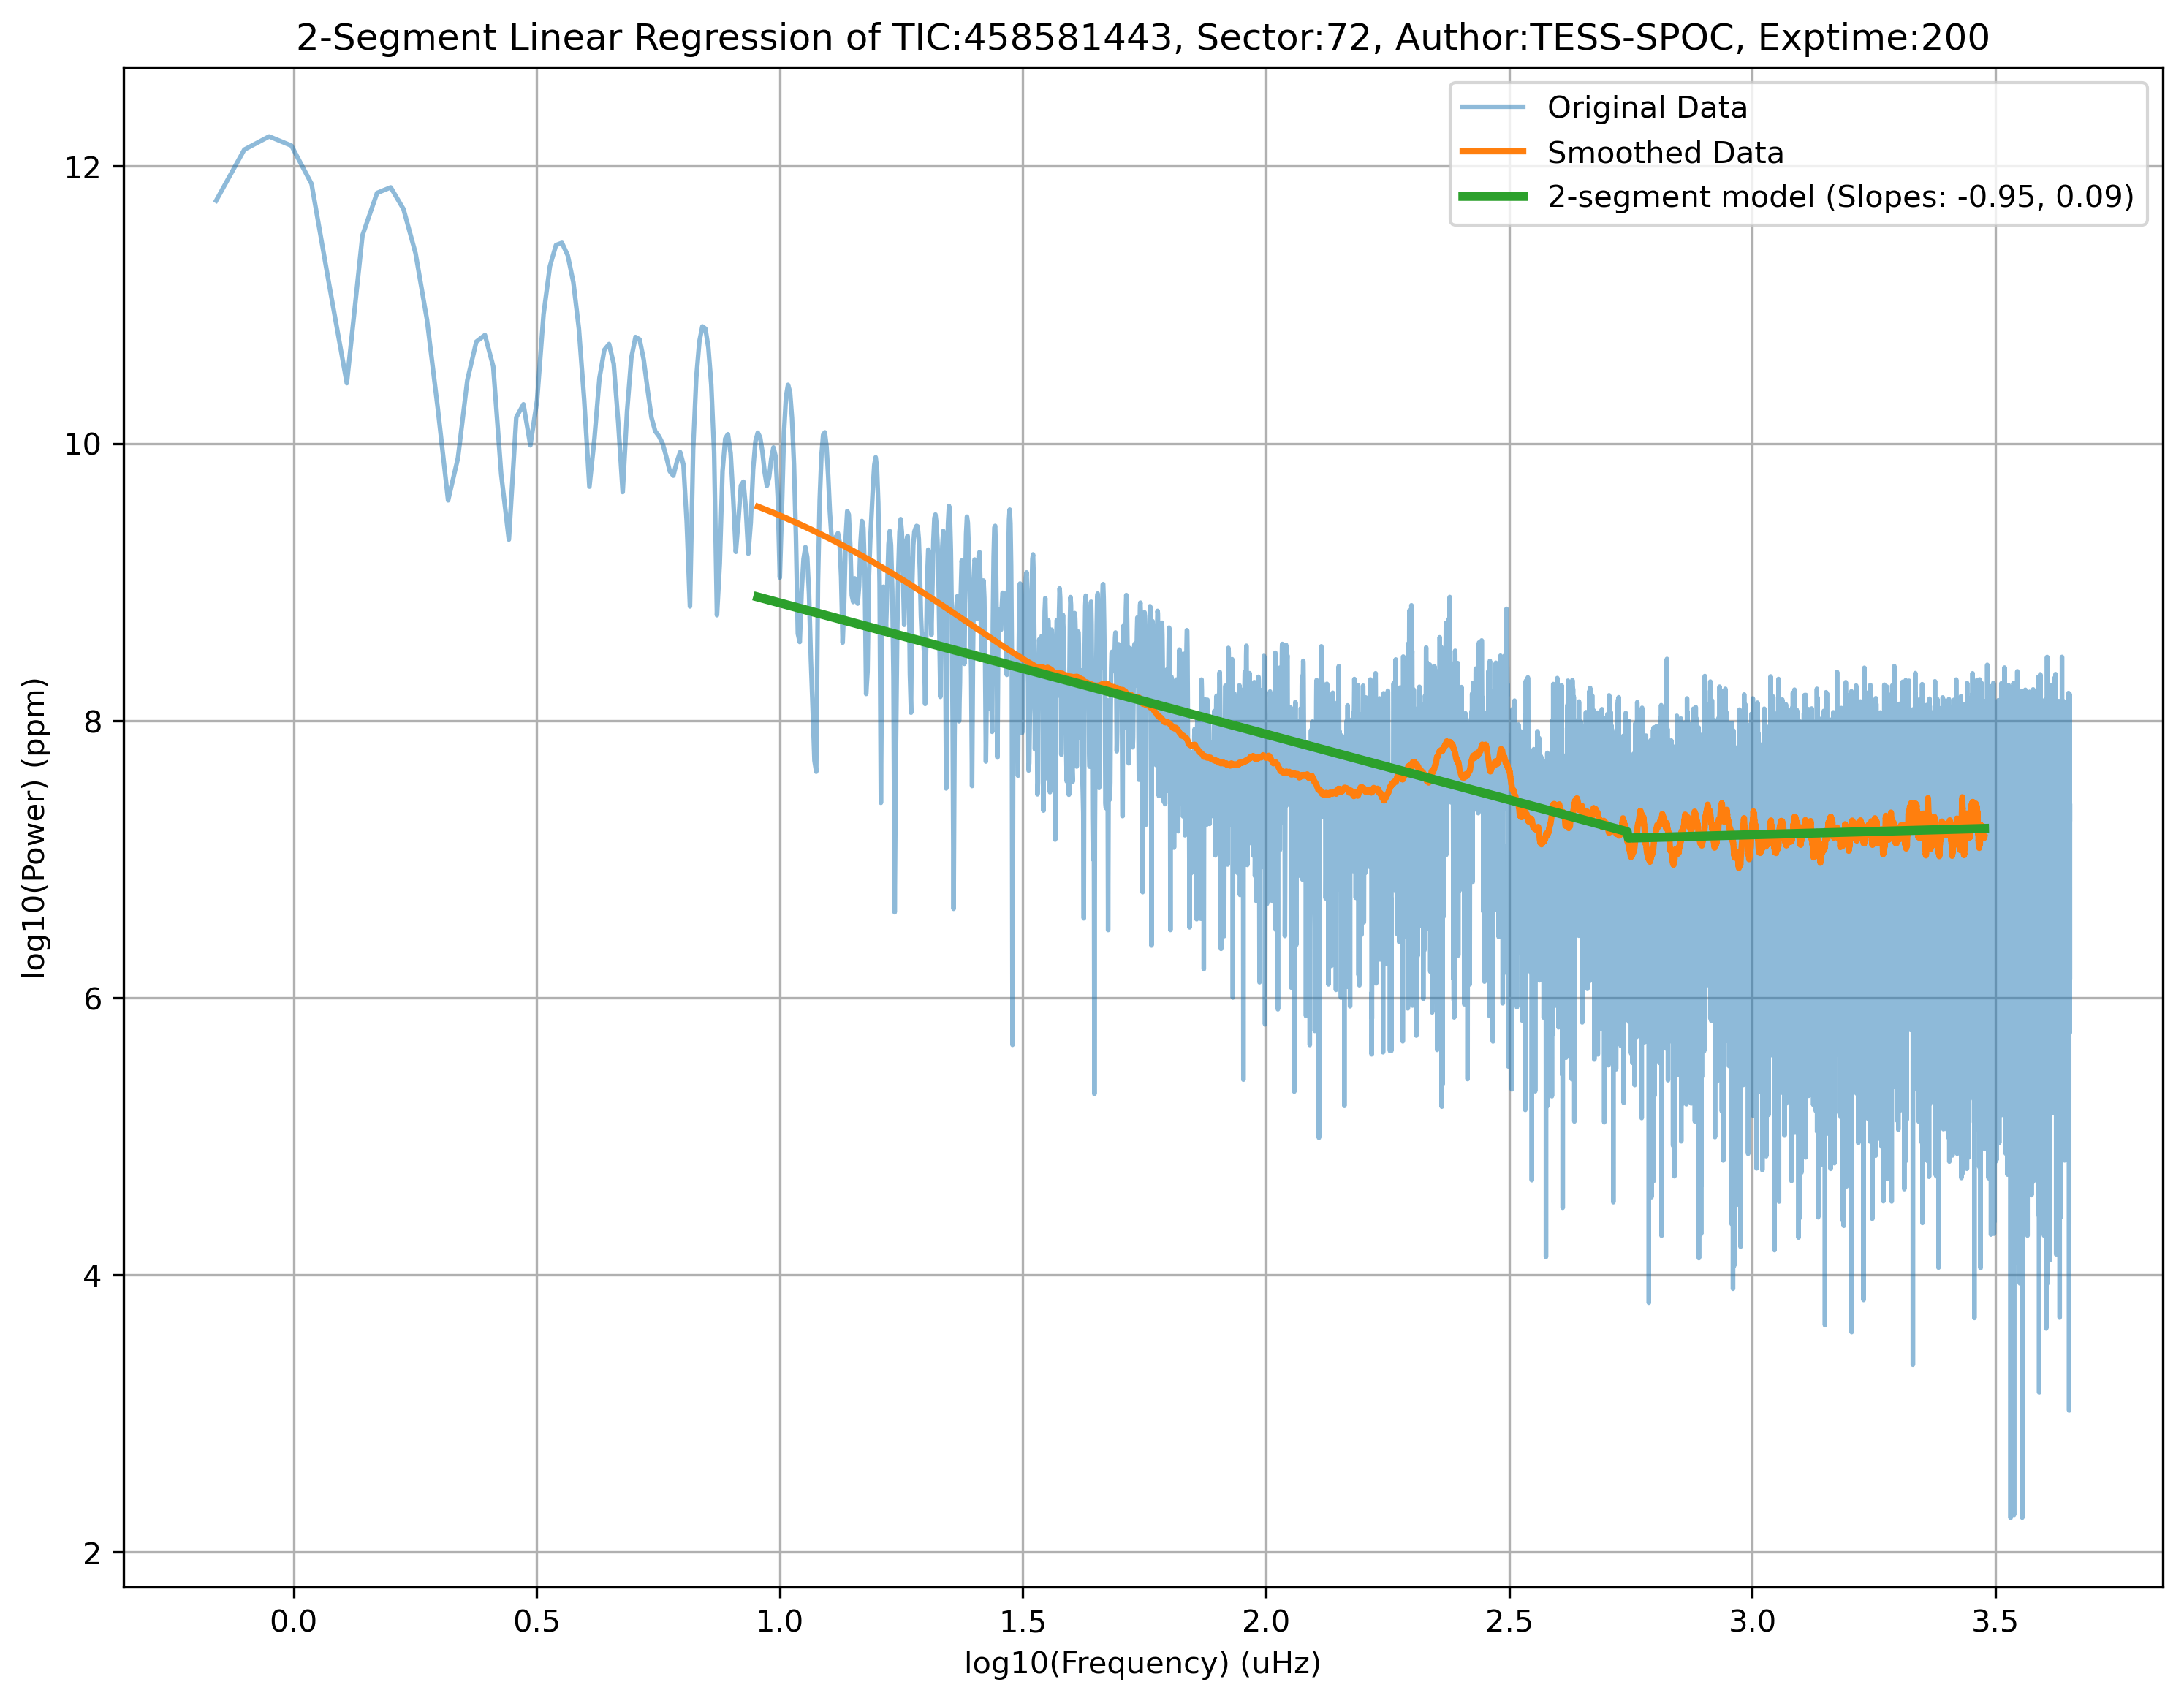 2-Segment Linear Regression of TIC:458581443, Sector:72, Author:TESS-SPOC, Exptime:200
Original Data
Smoothed Data
2-segment model (Slopes: -0.95, 0.09)
log10(Power) (ppm)
12
10
8
6
4
2
0.0 0.5 1.0 1.5 2.0 2.5 3.0 3.5
log10(Frequency) (uHz)